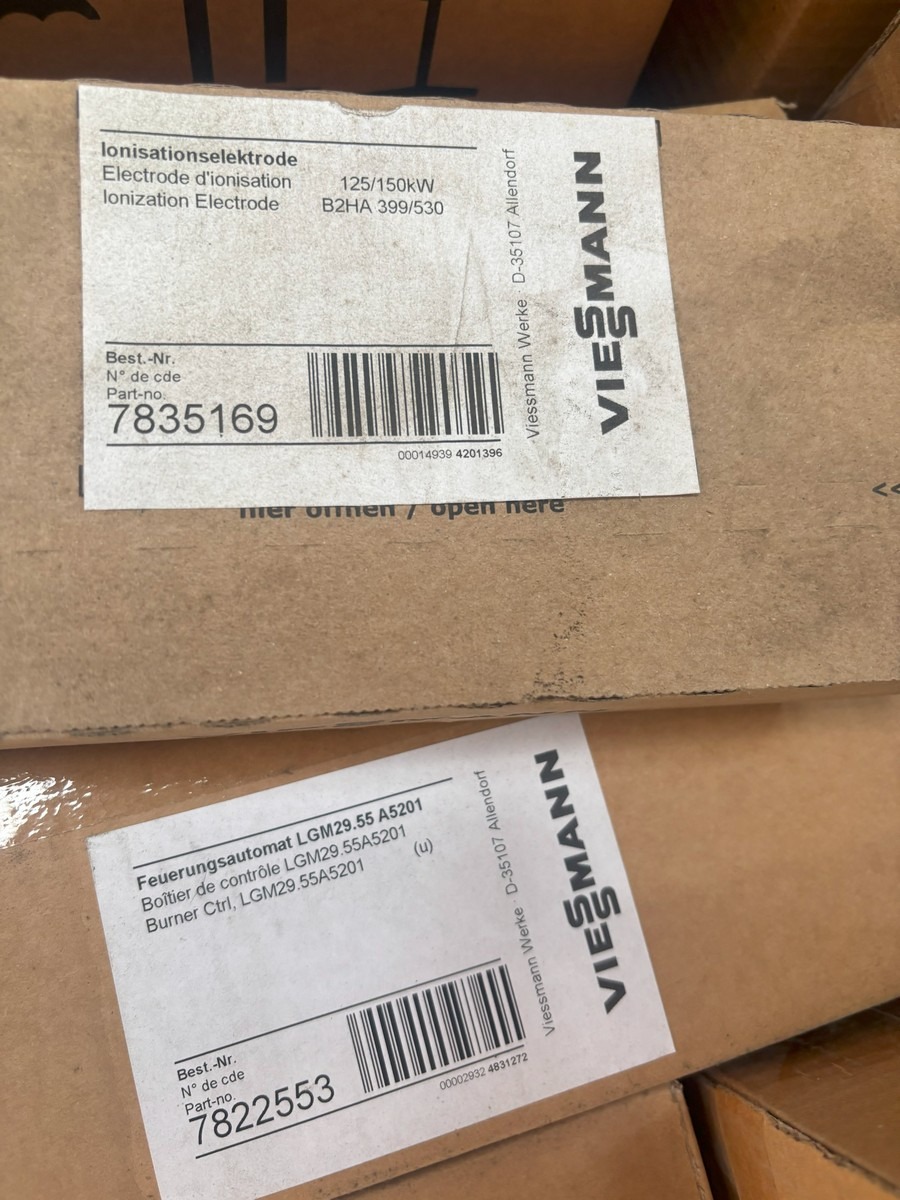 Ionisationselektrode
Electrode d'ionisation 125/150kW
Ionization Electrode B2HA 399/530
Best.-Nr.
N° de cde
Part-no.
7835169
00014939 4201396
Viessmann Werke · D-35107 Allendorf
VIESSMANN
hier öffnen / open here
<<
Feuerungsautomat LGM29.55 A5201
Boîtier de contrôle LGM29.55A5201
Burner Ctrl, LGM29.55A5201 (u)
Best.-Nr.
N° de cde
Part-no.
7822553
00002932 4831272
Viessmann Werke · D-35107 Allendorf
VIESSMANN